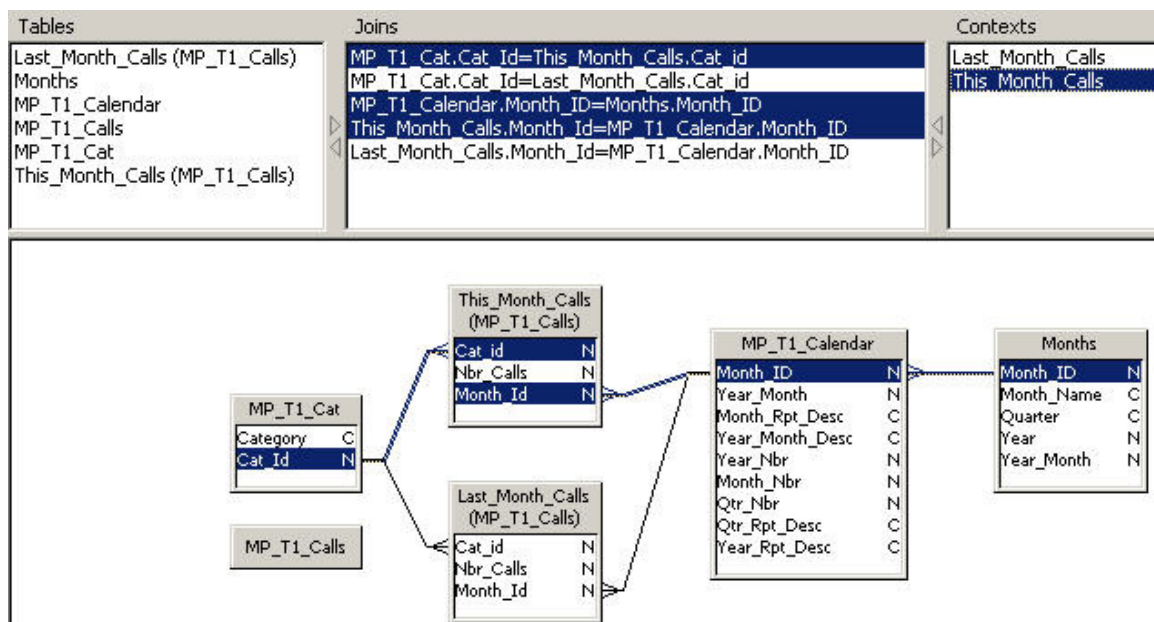 Tables
Last_Month_Calls (MP_T1_Calls)
Months
MP_T1_Calendar
MP_T1_Calls
MP_T1_Cat
This_Month_Calls (MP_T1_Calls)
Joins
MP_T1_Cat.Cat_Id=This_Month_Calls.Cat_id
MP_T1_Cat.Cat_Id=Last_Month_Calls.Cat_id
MP_T1_Calendar.Month_ID=Months.Month_ID
This_Month_Calls.Month_Id=MP_T1_Calendar.Month_ID
Last_Month_Calls.Month_Id=MP_T1_Calendar.Month_ID
Contexts
Last_Month_Calls
This_Month_Calls
MP_T1_Cat
Category C
Cat_Id N
MP_T1_Calls
This_Month_Calls
(MP_T1_Calls)
Cat_id N
Nbr_Calls N
Month_Id N
Last_Month_Calls
(MP_T1_Calls)
Cat_id N
Nbr_Calls N
Month_Id N
MP_T1_Calendar
Month_ID N
Year_Month N
Month_Rpt_Desc C
Year_Month_Desc C
Year_Nbr N
Month_Nbr N
Qtr_Nbr N
Qtr_Rpt_Desc C
Year_Rpt_Desc C
Months
Month_ID N
Month_Name C
Quarter C
Year N
Year_Month N